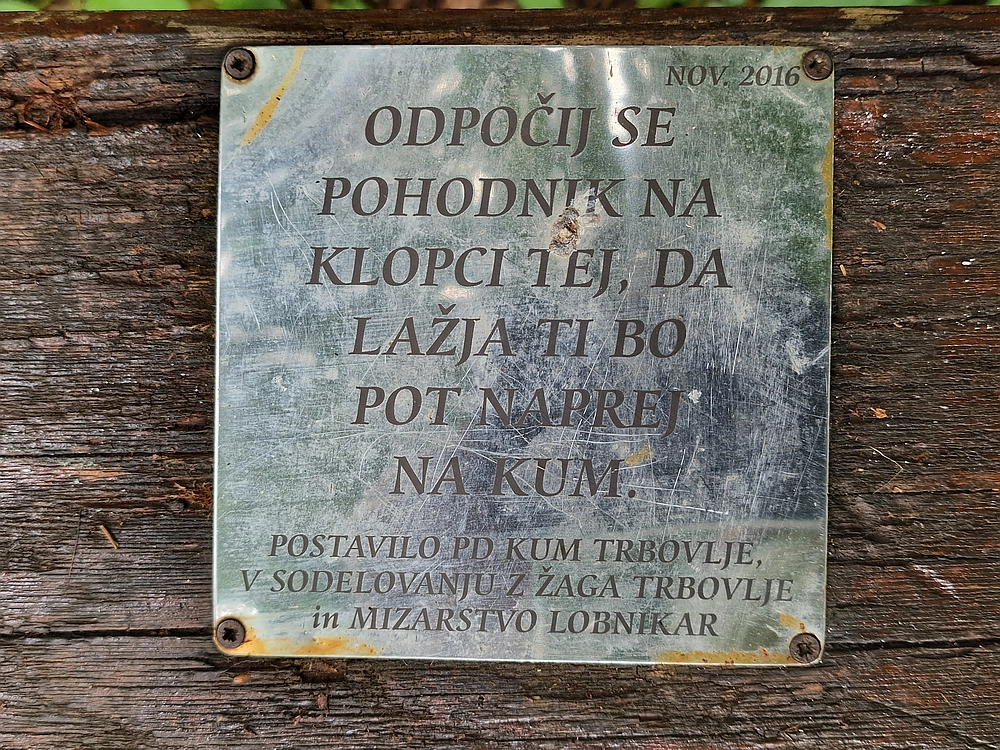 NOV. 2016
ODPOČIJ SE
POHODNIK NA
KLOPCI TEJ, DA
LAŽJA TI BO
POT NAPREJ
NA KUM.
POSTAVILO PD KUM TRBOVLJE,
V SODELOVANJU Z ŽAGA TRBOVLJE
in MIZARSTVO LOBNIKAR